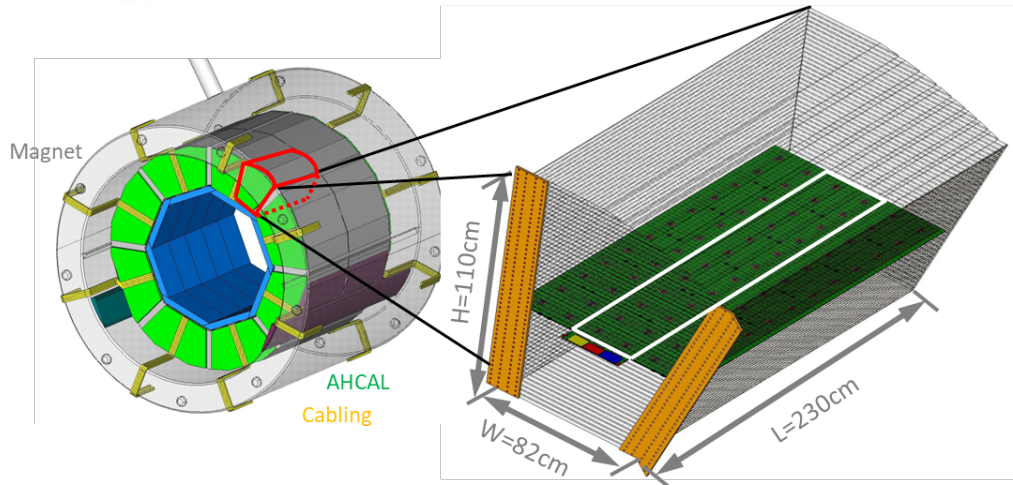 Magnet
AHCAL
Cabling
H=110cm
W=82cm
L=230cm